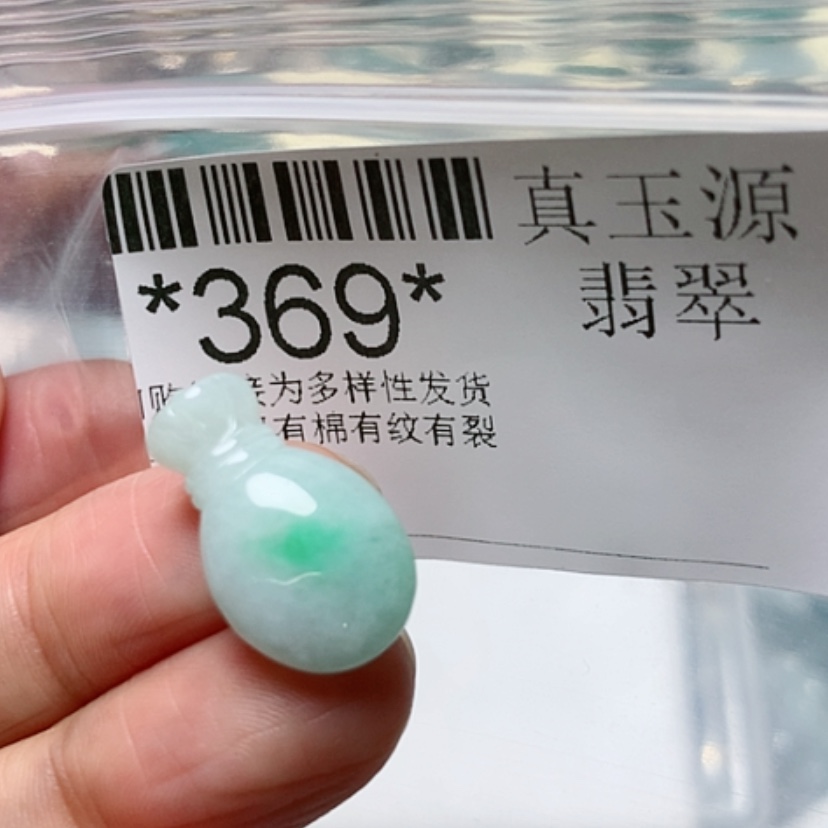 真玉源
翡翠
*369*
为多样性发货
有棉有纹有裂